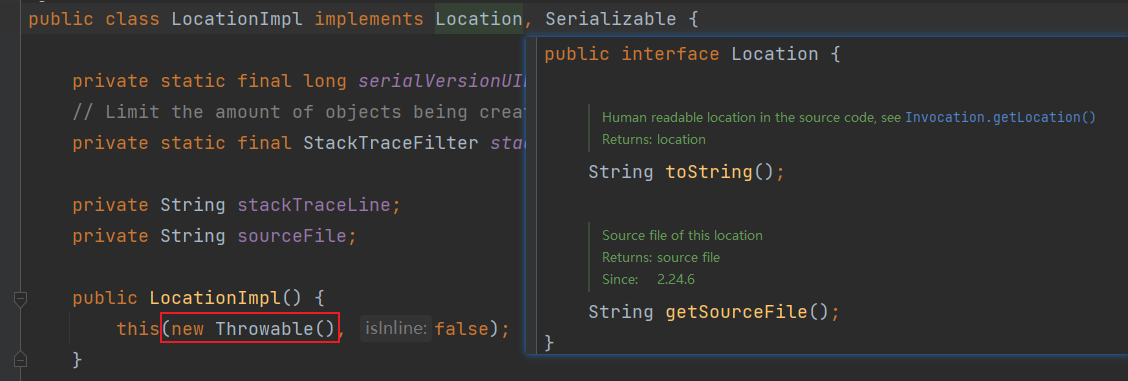 public class LocationImpl implements Location, Serializable {
private static final long serialVersionUI
// Limit the amount of objects being crea
private static final StackTraceFilter stac
private String stackTraceLine;
private String sourceFile;
public LocationImpl() {
this(new Throwable(), isInline: false);
}
public interface Location {
Human readable location in the source code, see Invocation.getLocation()
Returns: location
String toString();
Source file of this location
Returns: source file
Since: 2.24.6
String getSourceFile();
}